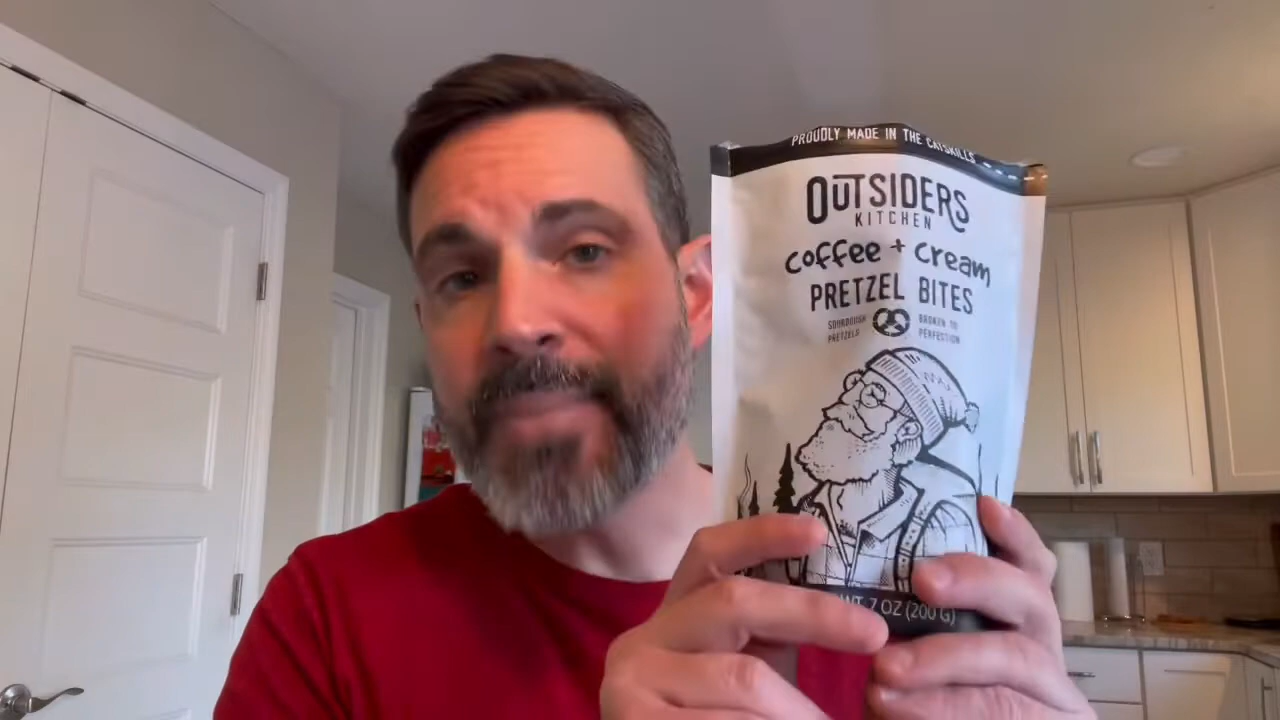 PROUDLY MADE IN THE CATSKILLS
OUTSIDERS
KITCHEN
coffee + cream
PRETZEL BITES
SOURDOUGH
PRETZELS
BROKEN TO
PERFECTION
WT. 7 OZ (200 G)